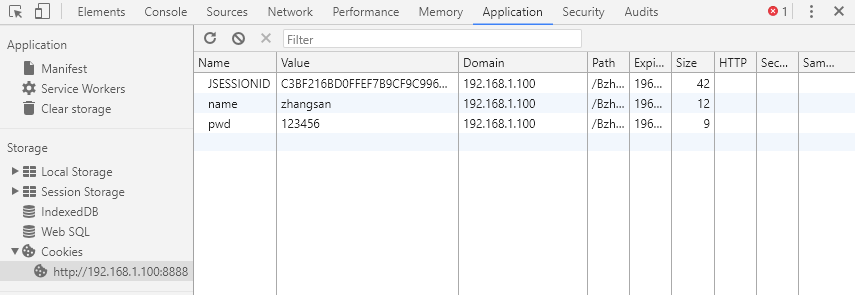 Elements Console Sources Network Performance Memory Application Security Audits 1
Application
Manifest
Service Workers
Clear storage
Storage
Local Storage
Session Storage
IndexedDB
Web SQL
Cookies
http://192.168.1.100:8888
Filter
Name Value Domain Path Expi... Size HTTP Sec... Sam...
JSESSIONID C3BF216BD0FFEF7B9CF9C996... 192.168.1.100 /Bzh... 196... 42
name zhangsan 192.168.1.100 /Bzh... 196... 12
pwd 123456 192.168.1.100 /Bzh... 196... 9